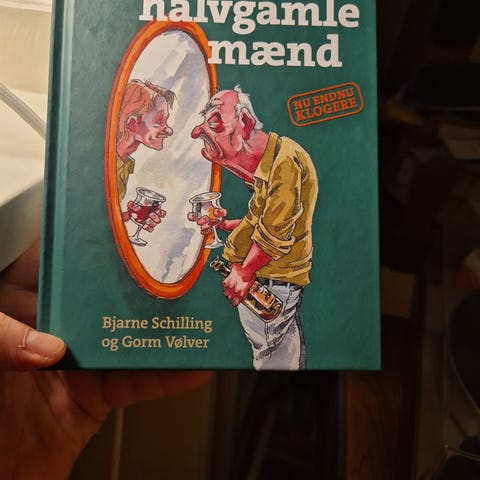 halvgamle
mænd
NU ENDNU
KLOGERE
Bjarne Schilling
og Gorm Vølver